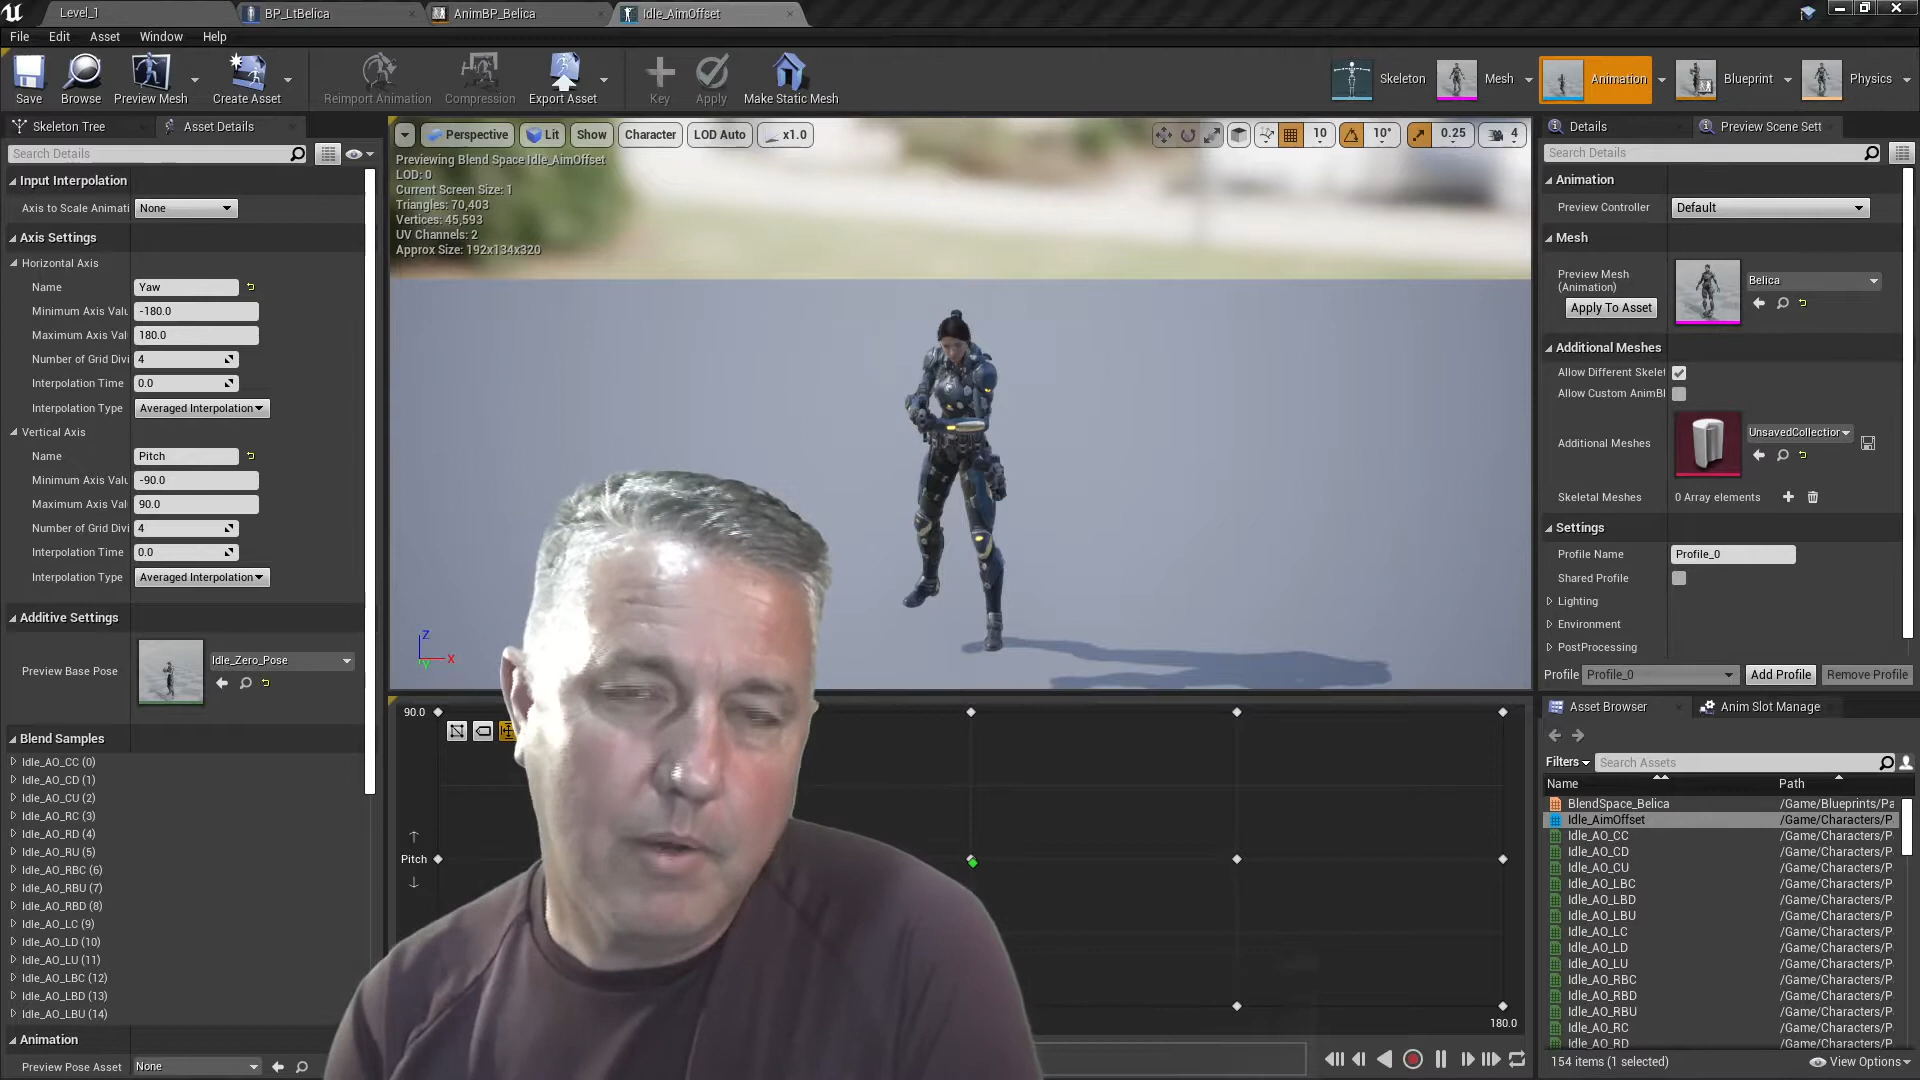 Level_1
BP_LtBelica
AnimBP_Belica
Idle_AimOffset
File
Edit
Asset
Window
Help
Save
Browse
Preview Mesh
Create Asset
Reimport Animation
Compression
Export Asset
Key
Apply
Make Static Mesh
Skeleton
Mesh
Animation
Blueprint
Physics
Skeleton Tree
Asset Details
Search Details
Input Interpolation
Axis to Scale Animati
None
Axis Settings
Horizontal Axis
Name
Yaw
Minimum Axis Valu
-180.0
Maximum Axis Val
180.0
Number of Grid Divi
4
Interpolation Time
0.0
Interpolation Type
Averaged Interpolation
Vertical Axis
Name
Pitch
Minimum Axis Valu
-90.0
Maximum Axis Val
90.0
Number of Grid Divi
4
Interpolation Time
0.0
Interpolation Type
Averaged Interpolation
Additive Settings
Preview Base Pose
Idle_Zero_Pose
Blend Samples
Idle_AO_CC (0)
Idle_AO_CD (1)
Idle_AO_CU (2)
Idle_AO_RC (3)
Idle_AO_RD (4)
Idle_AO_RU (5)
Idle_AO_RBC (6)
Idle_AO_RBU (7)
Idle_AO_RBD (8)
Idle_AO_LC (9)
Idle_AO_LD (10)
Idle_AO_LU (11)
Idle_AO_LBC (12)
Idle_AO_LBD (13)
Idle_AO_LBU (14)
Animation
Preview Pose Asset
None
Perspective
Lit
Show
Character
LOD Auto
x1.0
10
10°
0.25
4
Previewing Blend Space Idle_AimOffset
LOD: 0
Current Screen Size: 1
Triangles: 70,403
Vertices: 45,593
UV Channels: 2
Approx Size: 192x134x320
Z
X
Y
90.0
Pitch
180.0
Details
Preview Scene Sett
Search Details
Animation
Preview Controller
Default
Mesh
Preview Mesh
(Animation)
Apply To Asset
Belica
Additional Meshes
Allow Different Skelet
Allow Custom AnimBl
Additional Meshes
UnsavedCollection
Skeletal Meshes
0 Array elements
Settings
Profile Name
Profile_0
Shared Profile
Lighting
Environment
PostProcessing
Profile
Profile_0
Add Profile
Remove Profile
Asset Browser
Anim Slot Manage
Filters
Search Assets
Name
Path
BlendSpace_Belica
/Game/Blueprints/Pa
Idle_AimOffset
/Game/Characters/P
Idle_AO_CC
/Game/Characters/P
Idle_AO_CD
/Game/Characters/P
Idle_AO_CU
/Game/Characters/P
Idle_AO_LBC
/Game/Characters/P
Idle_AO_LBD
/Game/Characters/P
Idle_AO_LBU
/Game/Characters/P
Idle_AO_LC
/Game/Characters/P
Idle_AO_LD
/Game/Characters/P
Idle_AO_LU
/Game/Characters/P
Idle_AO_RBC
/Game/Characters/P
Idle_AO_RBD
/Game/Characters/P
Idle_AO_RBU
/Game/Characters/P
Idle_AO_RC
/Game/Characters/P
Idle_AO_RD
/Game/Characters/P
154 items (1 selected)
View Options